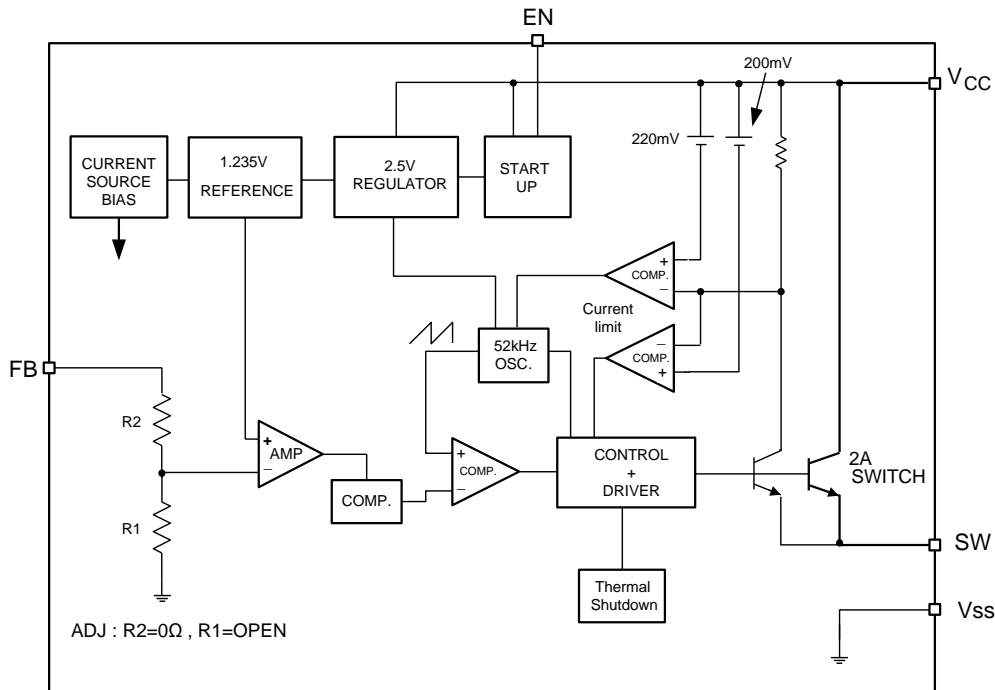 EN
200mV
V CC
220mV
CURRENT
SOURCE
BIAS
1.235V
REFERENCE
2.5V
REGULATOR
START
UP
+
COMP.
−
Current
limit
−
COMP.
+
52kHz
OSC.
FB
R2
+
AMP
−
+
COMP.
−
CONTROL
+
DRIVER
2A
SWITCH
COMP.
R1
SW
Thermal
Shutdown
Vss
ADJ : R2=0Ω , R1=OPEN